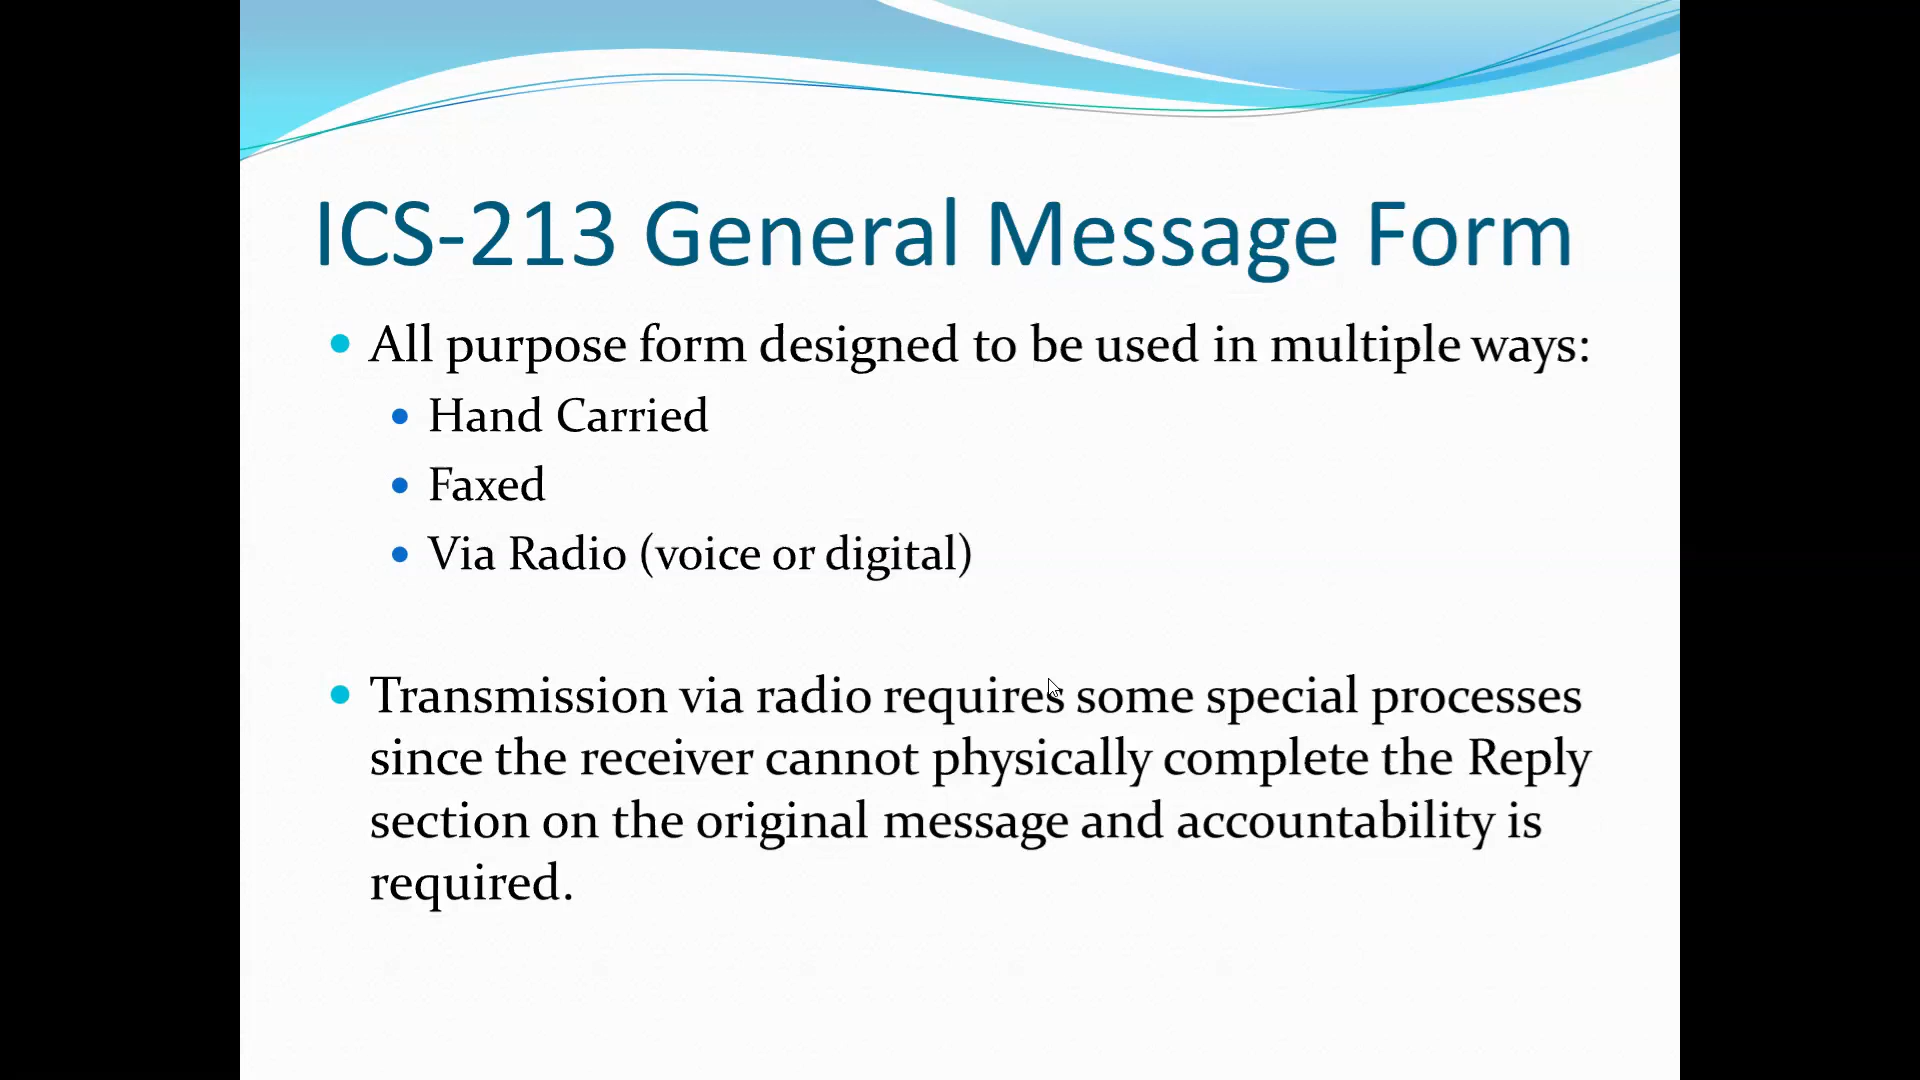 ICS-213 General Message Form
All purpose form designed to be used in multiple ways:
Hand Carried
Faxed
Via Radio (voice or digital)
Transmission via radio requires some special processes
since the receiver cannot physically complete the Reply
section on the original message and accountability is
required.